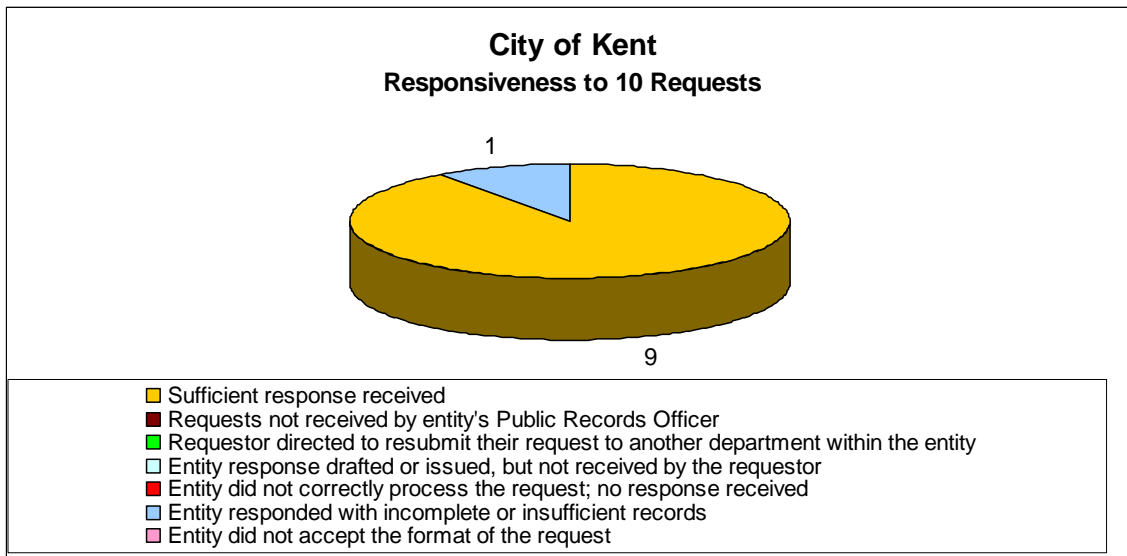 City of Kent
Responsiveness to 10 Requests
1
9
Sufficient response received
Requests not received by entity's Public Records Officer
Requestor directed to resubmit their request to another department within the entity
Entity response drafted or issued, but not received by the requestor
Entity did not correctly process the request; no response received
Entity responded with incomplete or insufficient records
Entity did not accept the format of the request